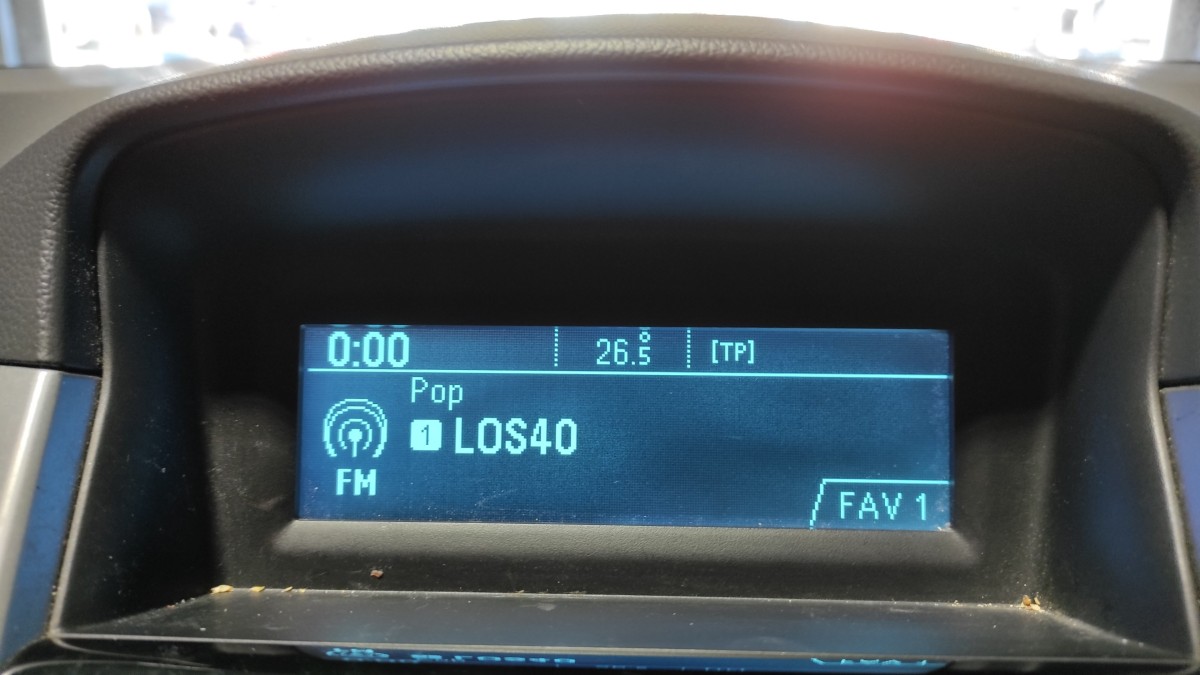 0:00 26.5° [TP]
Pop
1 LOS40
FM
FAV 1